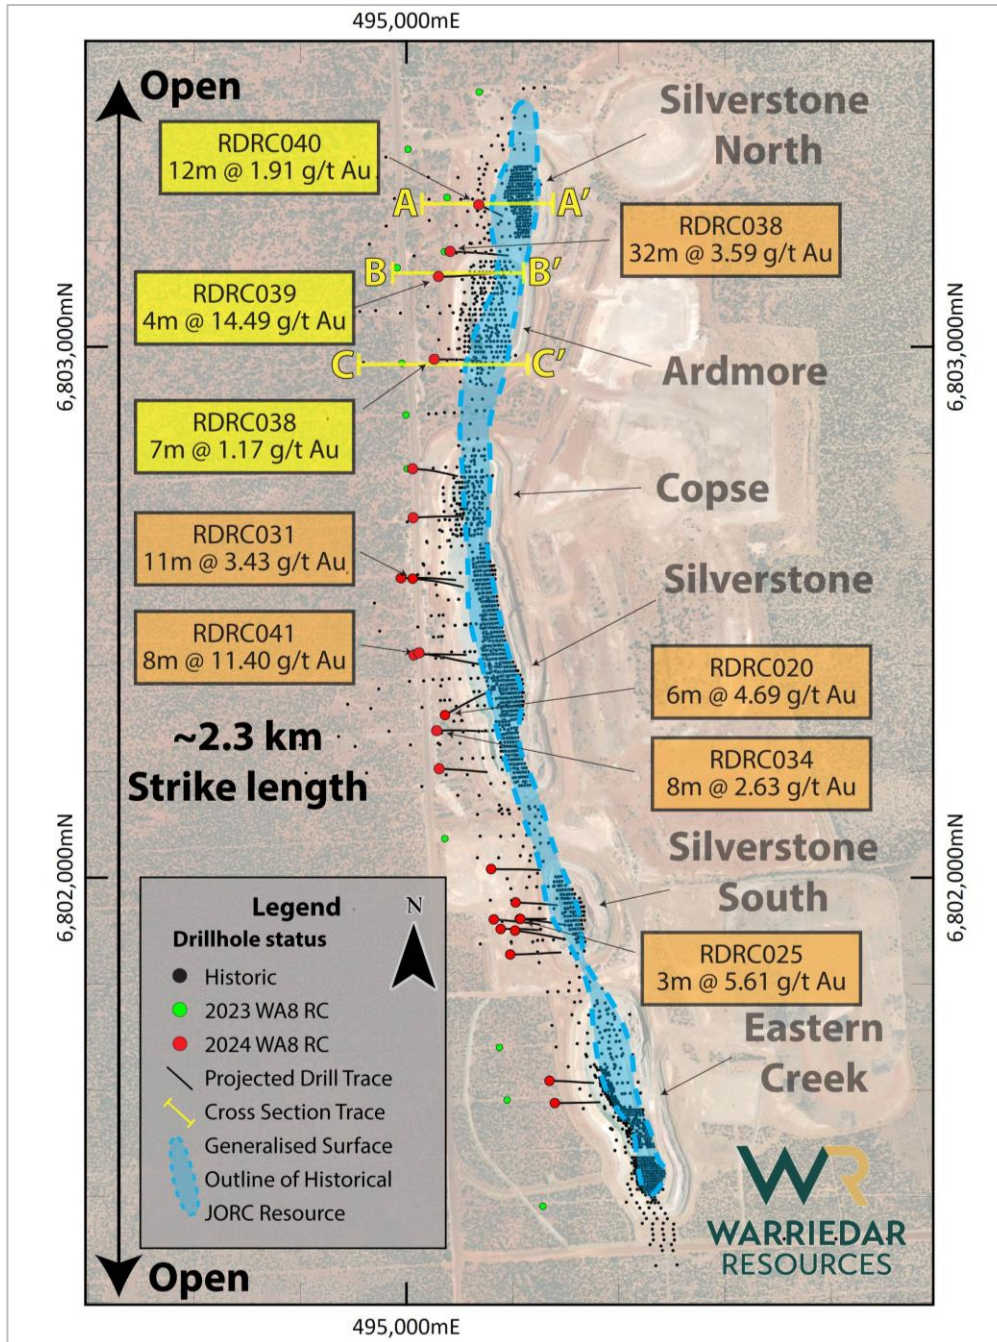 495,000mE
Open
Silverstone
North
RDRC040
12m @ 1.91 g/t Au
A
A'
RDRC038
32m @ 3.59 g/t Au
B
B'
RDRC039
4m @ 14.49 g/t Au
6,803,000mN
6,803,000mN
C
C'
Ardmore
RDRC038
7m @ 1.17 g/t Au
Copse
RDRC031
11m @ 3.43 g/t Au
Silverstone
RDRC041
8m @ 11.40 g/t Au
RDRC020
6m @ 4.69 g/t Au
~2.3 km
Strike length
RDRC034
8m @ 2.63 g/t Au
Silverstone
South
6,802,000mN
6,802,000mN
RDRC025
3m @ 5.61 g/t Au
Eastern
Creek
Legend
N
Drillhole status
Historic
2023 WA8 RC
2024 WA8 RC
Projected Drill Trace
Cross Section Trace
Generalised Surface
Outline of Historical
JORC Resource
WR
WARRIEDAR
RESOURCES
Open
495,000mE